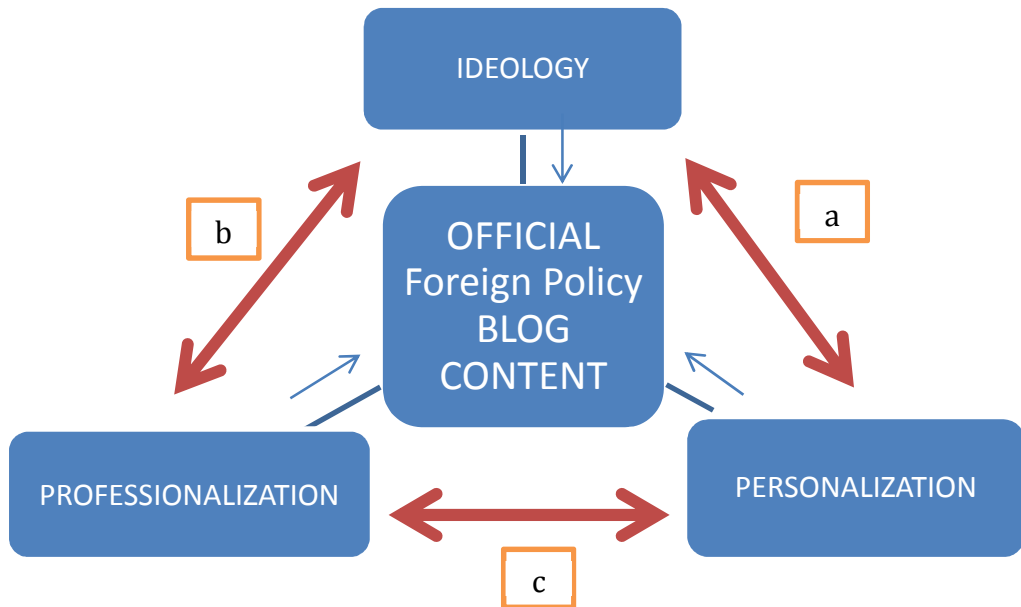 IDEOLOGY
b
a
OFFICIAL
Foreign Policy
BLOG
CONTENT
PROFESSIONALIZATION
PERSONALIZATION
c